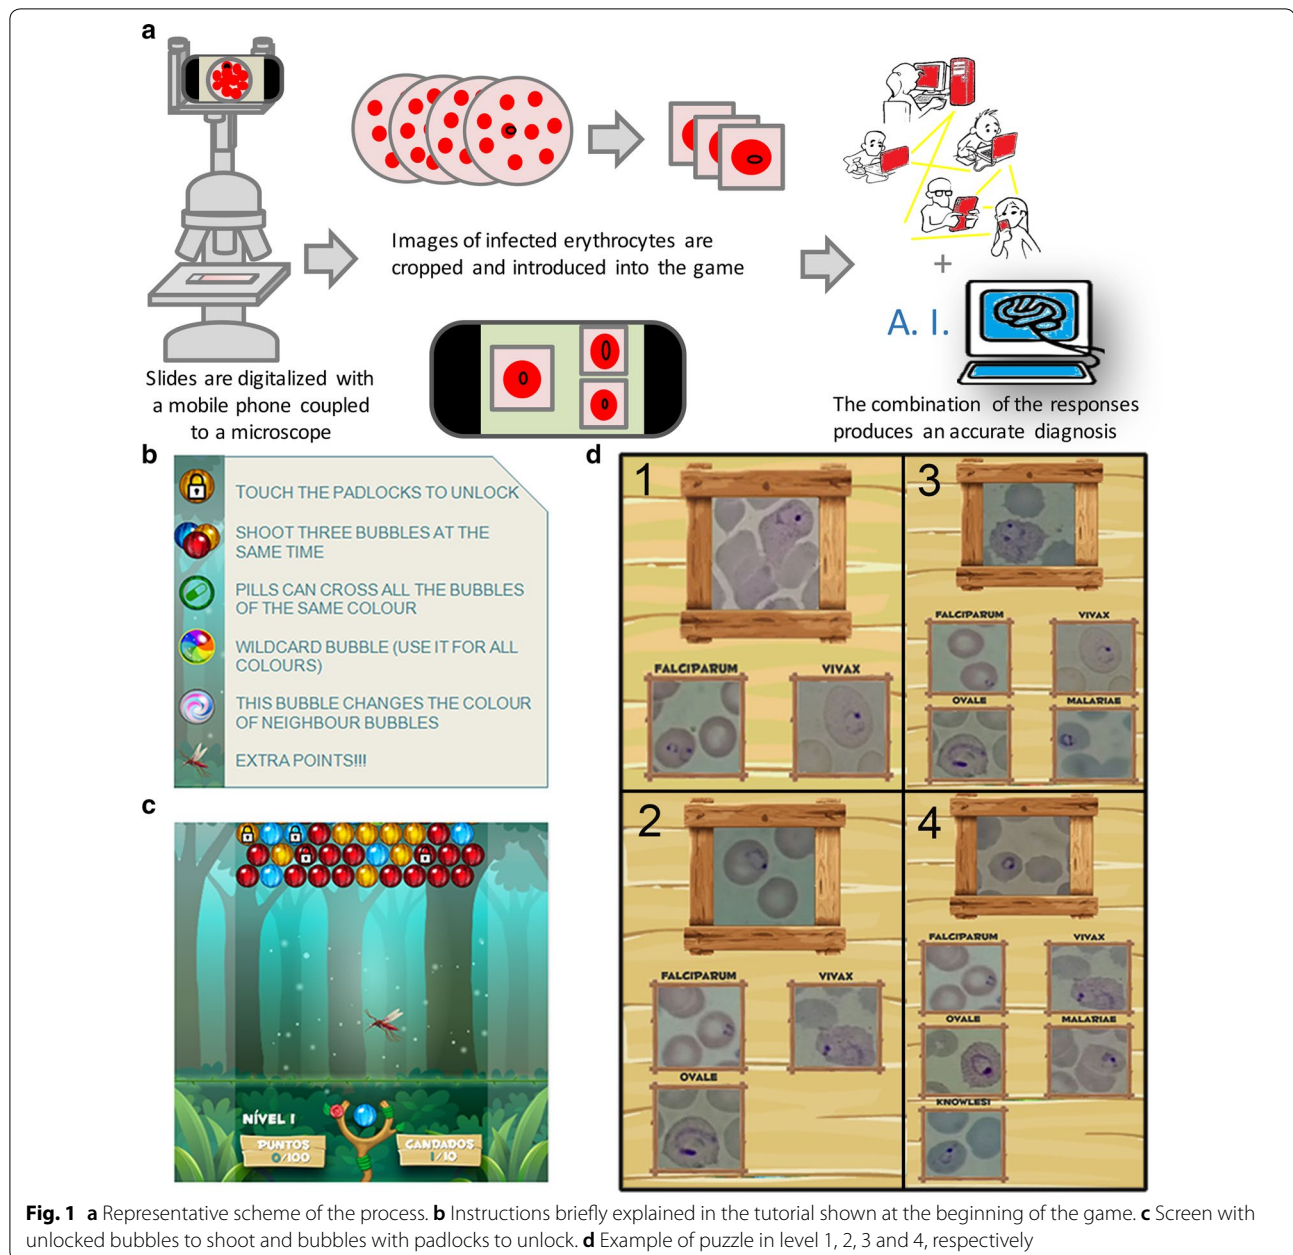 a
Images of infected erythrocytes are
cropped and introduced into the game
+
A. I.
Slides are digitalized with
a mobile phone coupled
to a microscope
The combination of the responses
produces an accurate diagnosis
b
TOUCH THE PADLOCKS TO UNLOCK
SHOOT THREE BUBBLES AT THE
SAME TIME
PILLS CAN CROSS ALL THE BUBBLES
OF THE SAME COLOUR
WILDCARD BUBBLE (USE IT FOR ALL
COLOURS)
THIS BUBBLE CHANGES THE COLOUR
OF NEIGHBOUR BUBBLES
EXTRA POINTS!!!
c
NÍVEL 1
PUNTOS
0/100
CANDADOS
1/10
d
1
FALCIPARUM
VIVAX
2
FALCIPARUM
VIVAX
OVALE
3
FALCIPARUM
VIVAX
OVALE
MALARIAE
4
FALCIPARUM
VIVAX
OVALE
MALARIAE
KNOWLESI
Fig. 1 a Representative scheme of the process. b Instructions briefly explained in the tutorial shown at the beginning of the game. c Screen with
unlocked bubbles to shoot and bubbles with padlocks to unlock. d Example of puzzle in level 1, 2, 3 and 4, respectively